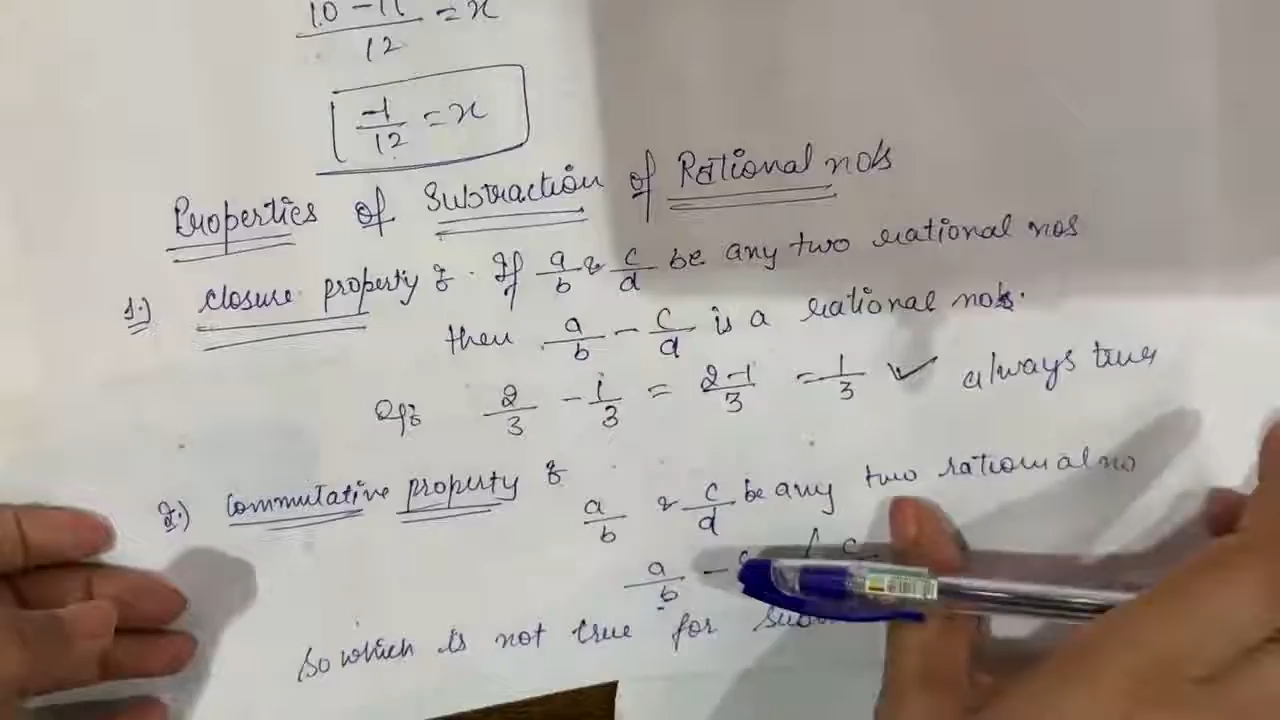 10 - 11 / 12 = x
-1/12 = x
Properties of Subtraction of Rational nos
1.) closure property : If a/b & c/d be any two rational nos
then a/b - c/d is a rational nos.
eg: 2/3 - 1/3 = 2-1/3 = 1/3 ✓ always true
2.) Commutative property :
a/b & c/d be any two rational no
a/b - c
So which is not true for